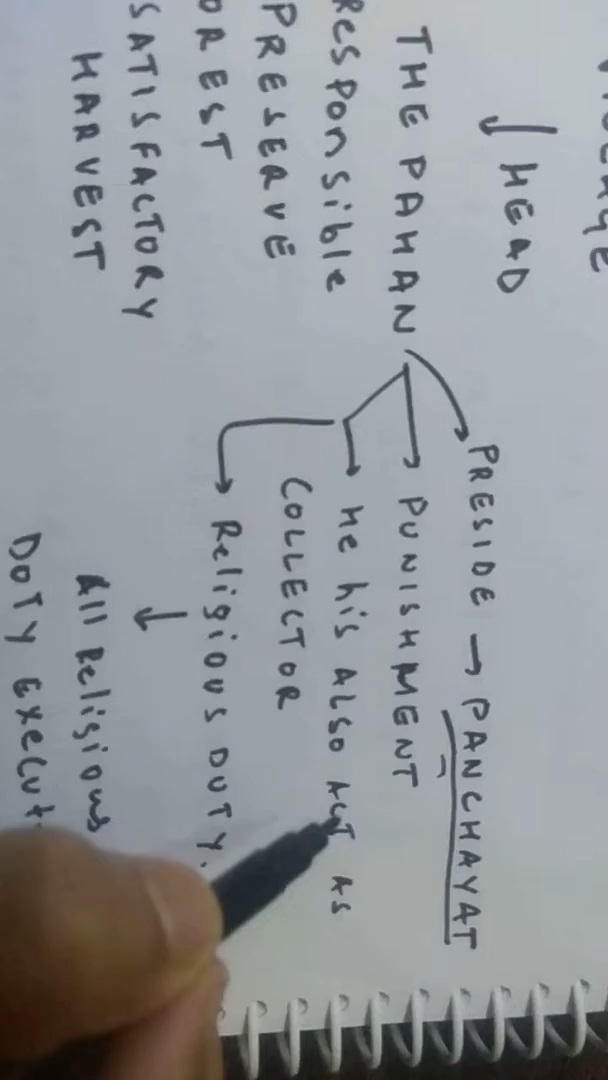 ↓ HEAD
THE PAHAN
Responsible
PRESERVE
OREST
SATISFACTORY
HARVEST
PRESIDE → PANCHAYAT
PUNISHMENT
He his ALSO ACT AS
COLLECTOR
Religious DUTY.
↓
All Religious
DOTY EXECUT